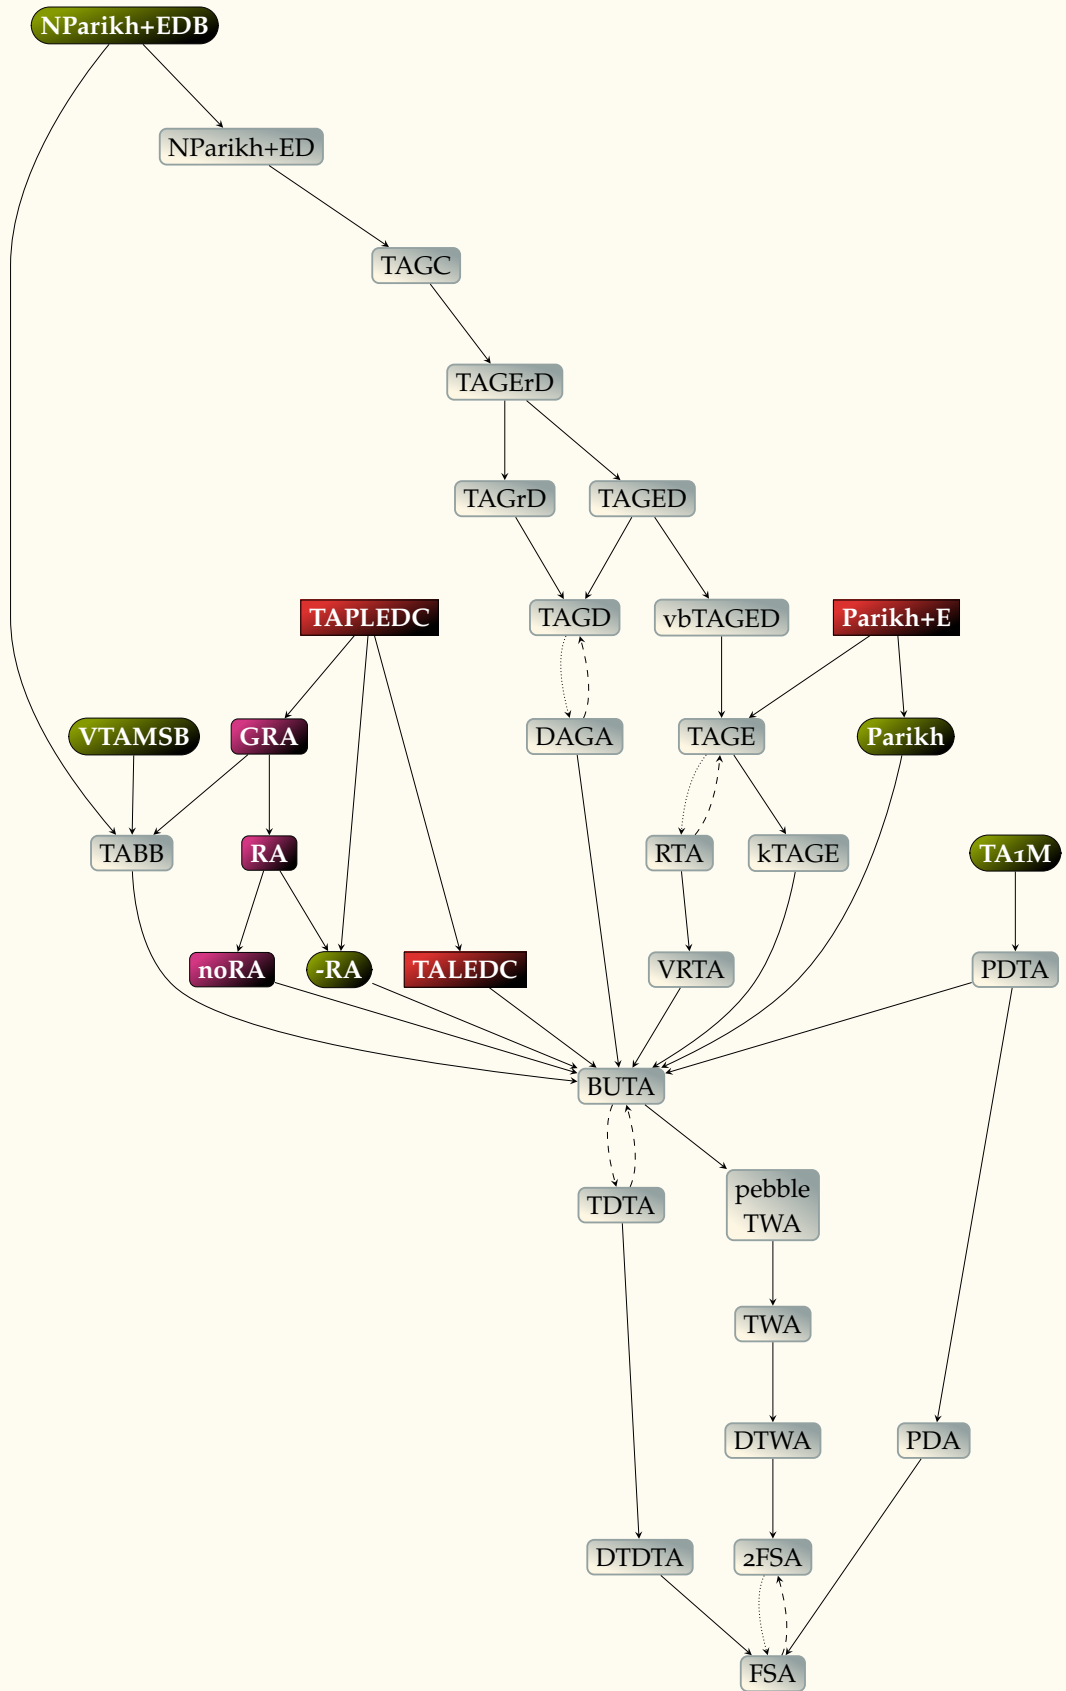 NParikh+EDB
NParikh+ED
TAGC
TAGErD
TAGrD
TAGED
TAPLEDC
TAGD
vbTAGED
Parikh+E
VTAMSB
GRA
DAGA
TAGE
Parikh
TABB
RA
RTA
kTAGE
TA1M
noRA
-RA
TALEDC
VRTA
PDTA
BUTA
TDTA
pebble
TWA
TWA
DTWA
PDA
DTDTA
2FSA
FSA